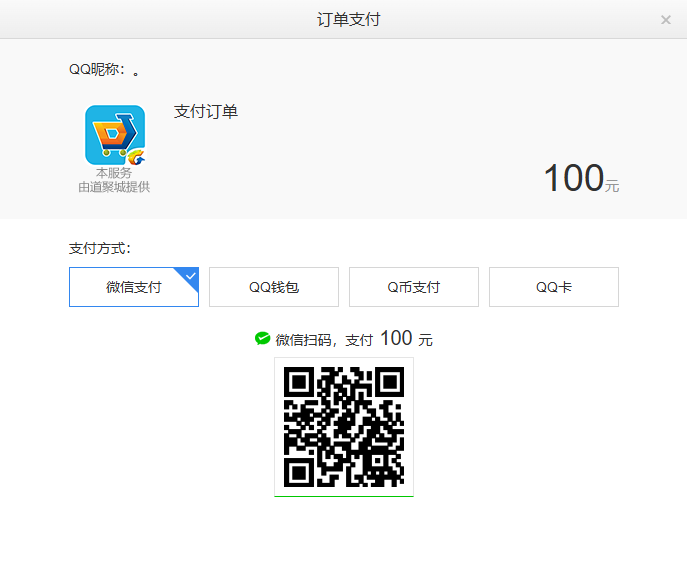 订单支付
×
QQ昵称：。
支付订单
本服务
由道聚城提供
100元
支付方式：
微信支付 QQ钱包 Q币支付 QQ卡
微信扫码，支付 100 元